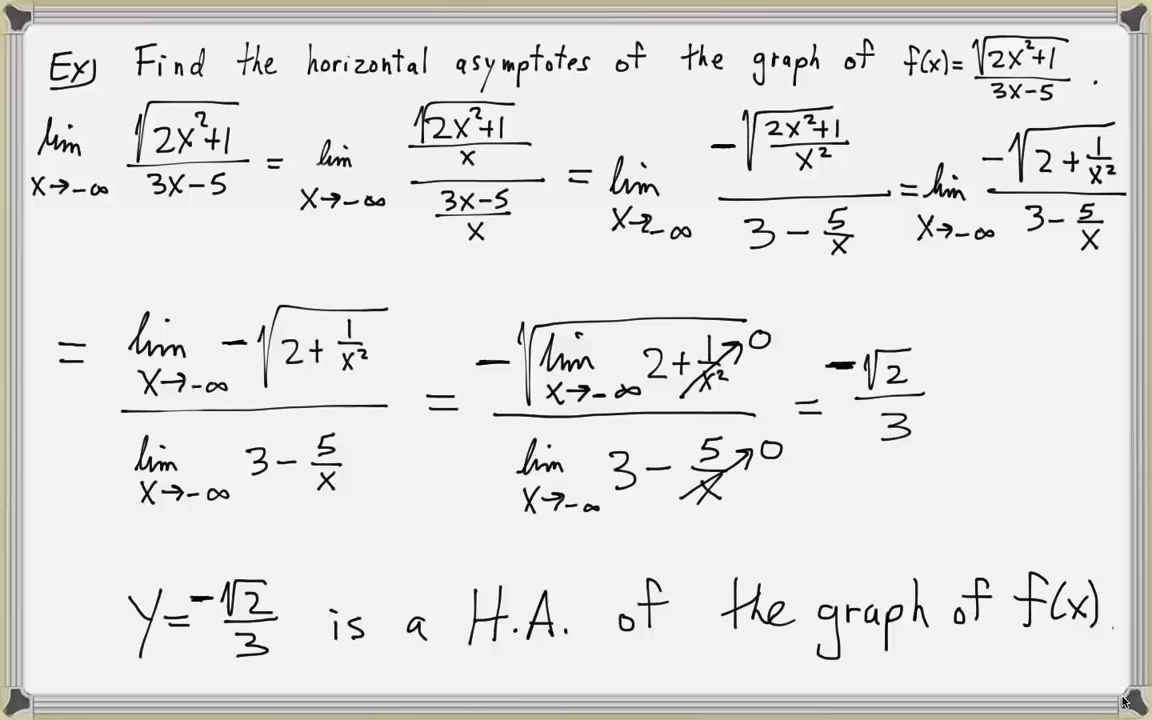 Ex) Find the horizontal asymptotes of the graph of f(x)= √(2x²+1)/(3x-5) .
lim x→-∞ √(2x²+1)/(3x-5) = lim x→-∞ (√(2x²+1)/x)/((3x-5)/x) = lim x→-∞ -√((2x²+1)/x²)/(3 - 5/x) = lim x→-∞ -√(2 + 1/x²)/(3 - 5/x)
= (lim x→-∞ -√(2 + 1/x²))/(lim x→-∞ 3 - 5/x) = -√(lim x→-∞ 2 + 1/x² → 0)/(lim x→-∞ 3 - 5/x → 0) = -√2/3
y = -√2/3 is a H.A. of the graph of f(x).